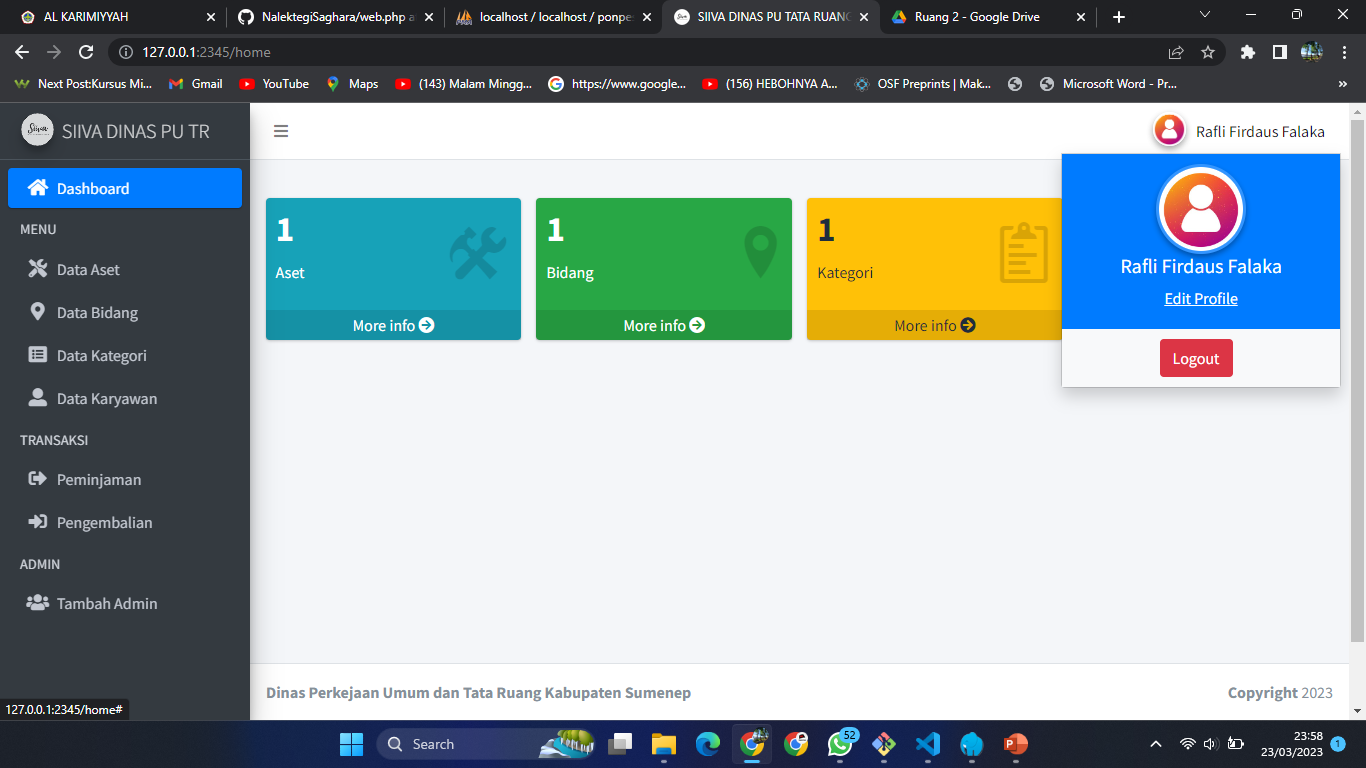 AL KARIMIYYAH
NalektegiSaghara/web.php a
localhost / localhost / ponpe
SIIVA DINAS PU TATA RUANG
Ruang 2 - Google Drive
127.0.0.1:2345/home
Next Post:Kursus Mi...
Gmail
YouTube
Maps
(143) Malam Mingg...
https://www.google...
(156) HEBOHNYA A...
OSF Preprints | Mak...
Microsoft Word - Pr...
»
Siiva
SIIVA DINAS PU TR
Rafli Firdaus Falaka
Dashboard
MENU
Data Aset
Data Bidang
Data Kategori
Data Karyawan
TRANSAKSI
Peminjaman
Pengembalian
ADMIN
Tambah Admin
1
Aset
More info
1
Bidang
More info
1
Kategori
More info
Rafli Firdaus Falaka
Edit Profile
Logout
Dinas Perkejaan Umum dan Tata Ruang Kabupaten Sumenep
Copyright 2023
127.0.0.1:2345/home#
Search
52
23:58
23/03/2023
1